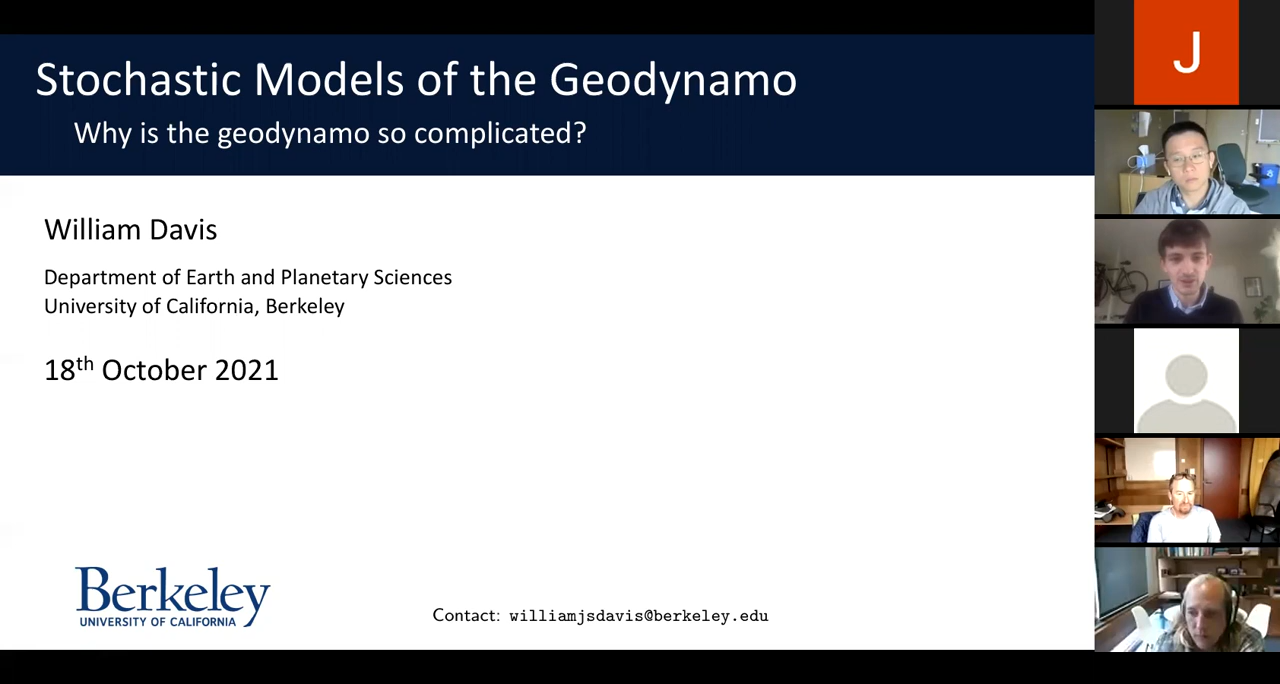 Stochastic Models of the Geodynamo
Why is the geodynamo so complicated?
William Davis
Department of Earth and Planetary Sciences
University of California, Berkeley
18th October 2021
Berkeley
UNIVERSITY OF CALIFORNIA
Contact: williamjsdavis@berkeley.edu
J